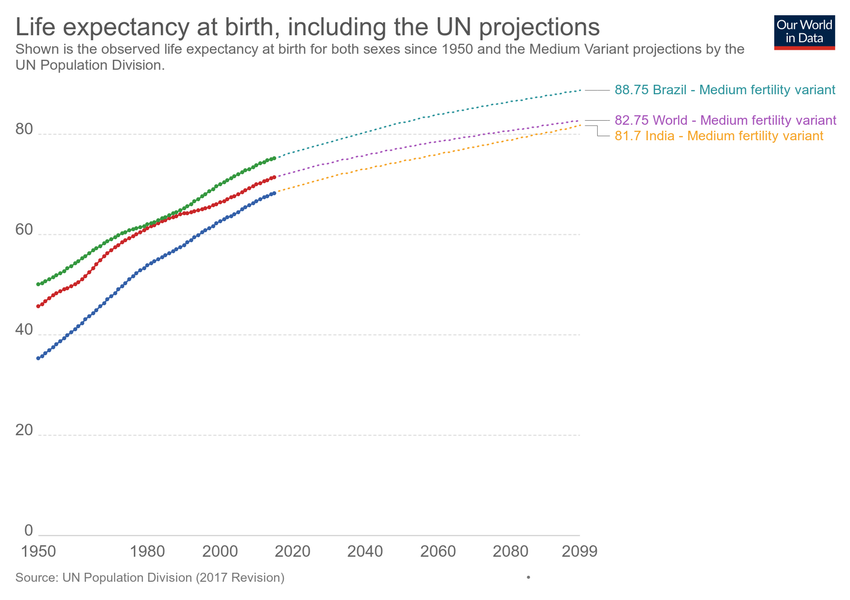 Life expectancy at birth, including the UN projections
Our World
in Data
Shown is the observed life expectancy at birth for both sexes since 1950 and the Medium Variant projections by the
UN Population Division.
88.75 Brazil - Medium fertility variant
82.75 World - Medium fertility variant
81.7 India - Medium fertility variant
80
60
40
20
0
1950 1980 2000 2020 2040 2060 2080 2099
Source: UN Population Division (2017 Revision)